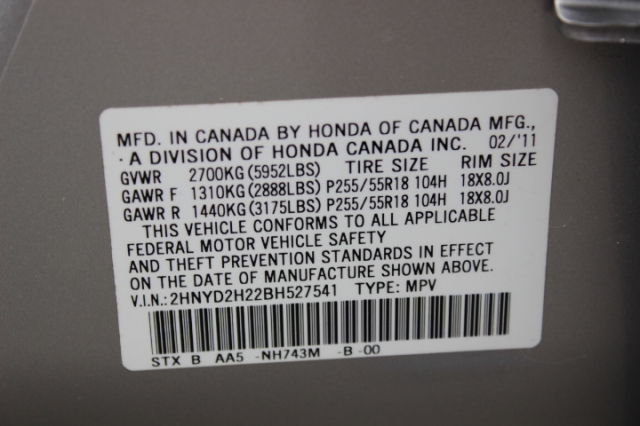 MFD. IN CANADA BY HONDA OF CANADA MFG.,
· A DIVISION OF HONDA CANADA INC. 02/'11
GVWR 2700KG(5952LBS) TIRE SIZE RIM SIZE
GAWR F 1310KG(2888LBS) P255/55R18 104H 18X8.0J
GAWR R 1440KG(3175LBS) P255/55R18 104H 18X8.0J
THIS VEHICLE CONFORMS TO ALL APPLICABLE
FEDERAL MOTOR VEHICLE SAFETY
AND THEFT PREVENTION STANDARDS IN EFFECT
ON THE DATE OF MANUFACTURE SHOWN ABOVE.
V.I.N.:2HNYD2H22BH527541 TYPE: MPV
STX B AA5 -NH743M -B -00